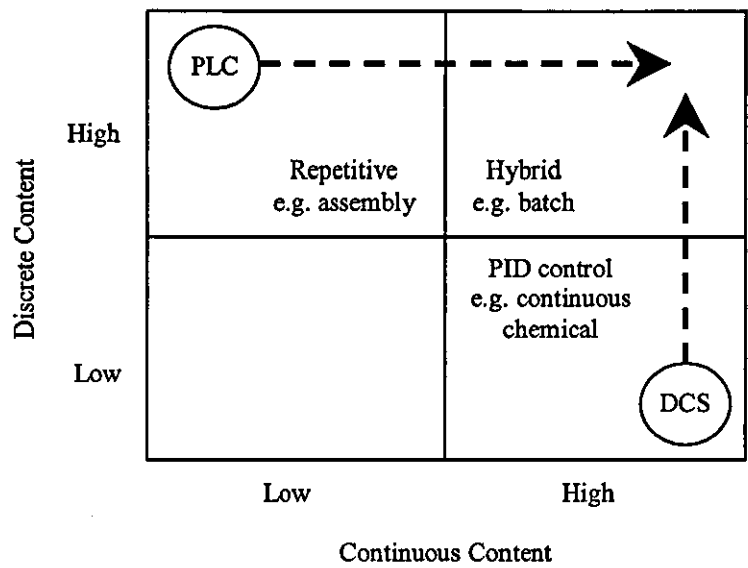 PLC
High
Repetitive
e.g. assembly
Hybrid
e.g. batch
Discrete Content
PID control
e.g. continuous
chemical
Low
DCS
Low
High
Continuous Content